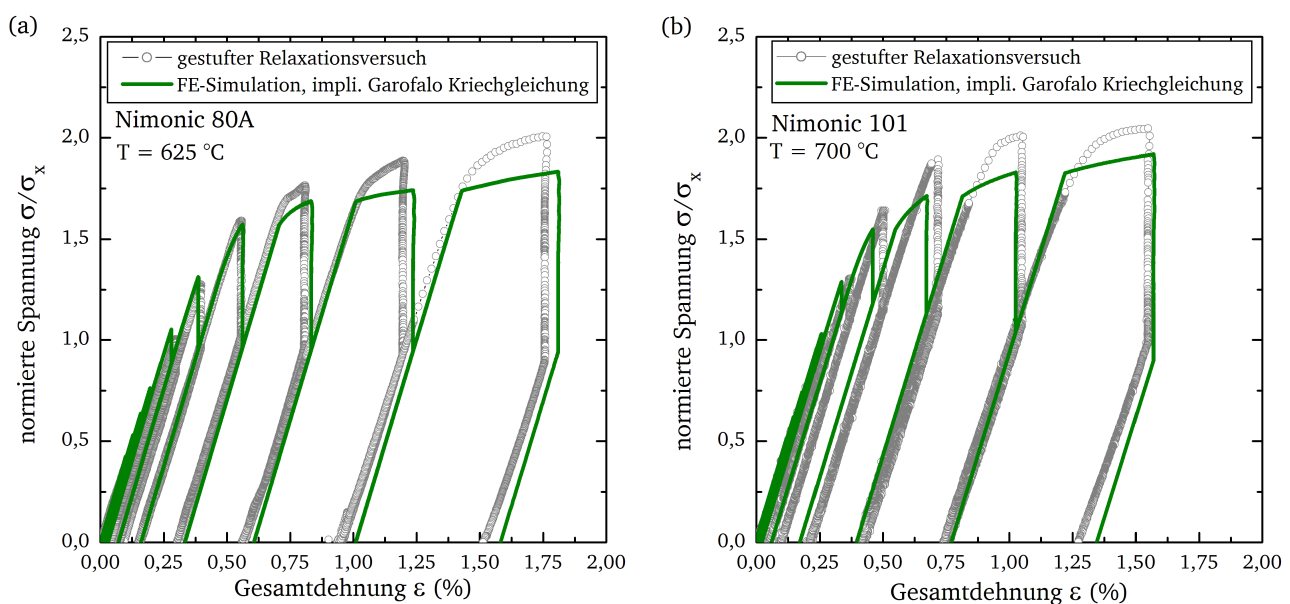 (a)
2,5
2,0
1,5
1,0
0,5
0,0
normierte Spannung σ/σx
gestufter Relaxationsversuch
FE-Simulation, impli. Garofalo Kriechgleichung
Nimonic 80A
T = 625 °C
0,00 0,25 0,50 0,75 1,00 1,25 1,50 1,75 2,00
Gesamtdehnung ε (%)
(b)
2,5
2,0
1,5
1,0
0,5
0,0
normierte Spannung σ/σx
gestufter Relaxationsversuch
FE-Simulation, impli. Garofalo Kriechgleichung
Nimonic 101
T = 700 °C
0,00 0,25 0,50 0,75 1,00 1,25 1,50 1,75 2,00
Gesamtdehnung ε (%)